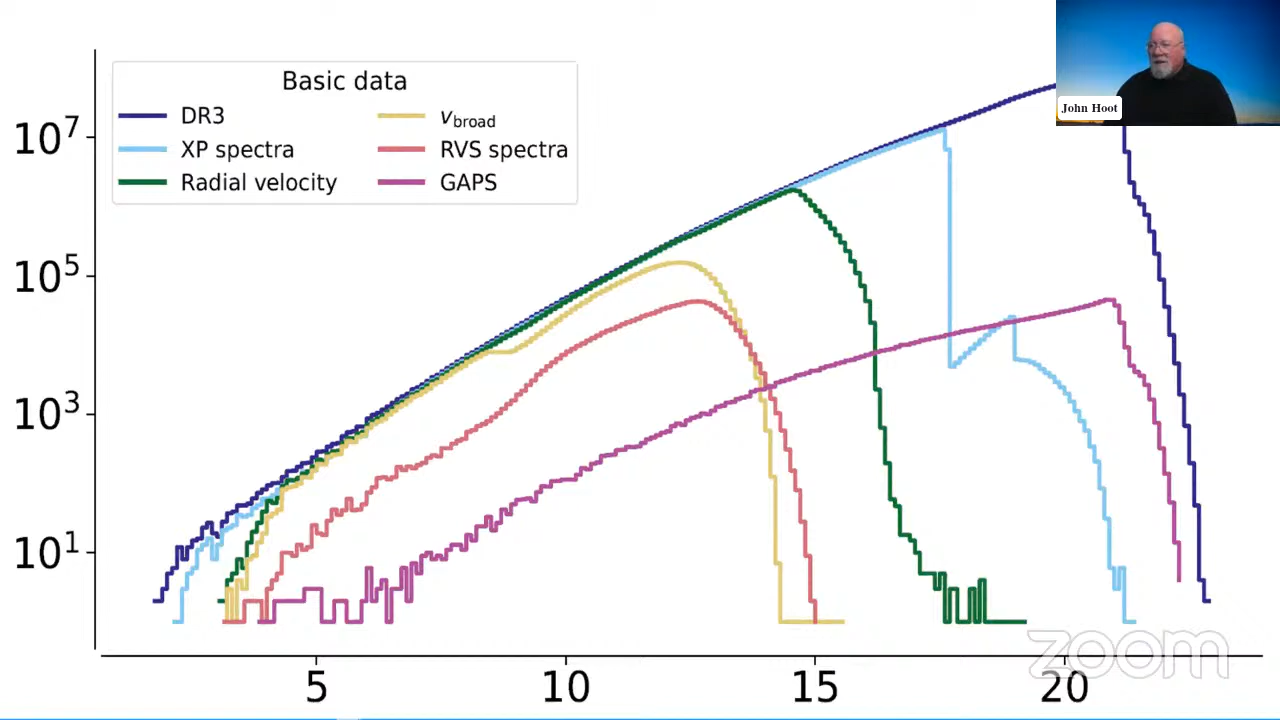 Basic data
DR3
XP spectra
Radial velocity
v_broad
RVS spectra
GAPS
John Hoot
10^7
10^5
10^3
10^1
5 10 15 20
zoom